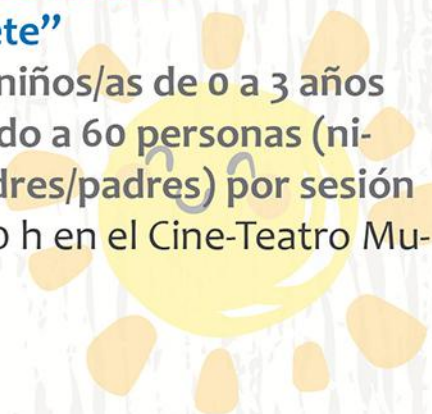 ete”
niños/as de 0 a 3 años
do a 60 personas (ni-
dres/padres) por sesión
0 h en el Cine-Teatro Mu-